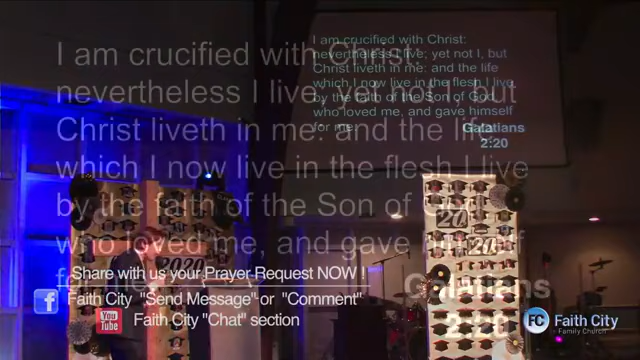 I am crucified with Christ:
nevertheless I live; yet not I, but
Christ liveth in me: and the life
which I now live in the flesh I live
by the faith of the Son of God,
who loved me, and gave himself
for me.
Galatians
2:20
I am crucified with Christ:
nevertheless I live; yet not I, but
Christ liveth in me: and the life
which I now live in the flesh I live
by the faith of the Son of
who loved me, and gave himself
Galatians
2:20
20
20
2020
Share with us your Prayer Request NOW !
Faith City "Send Message" or "Comment"
You
Tube
Faith City "Chat" section
FC
Faith City
Family Church